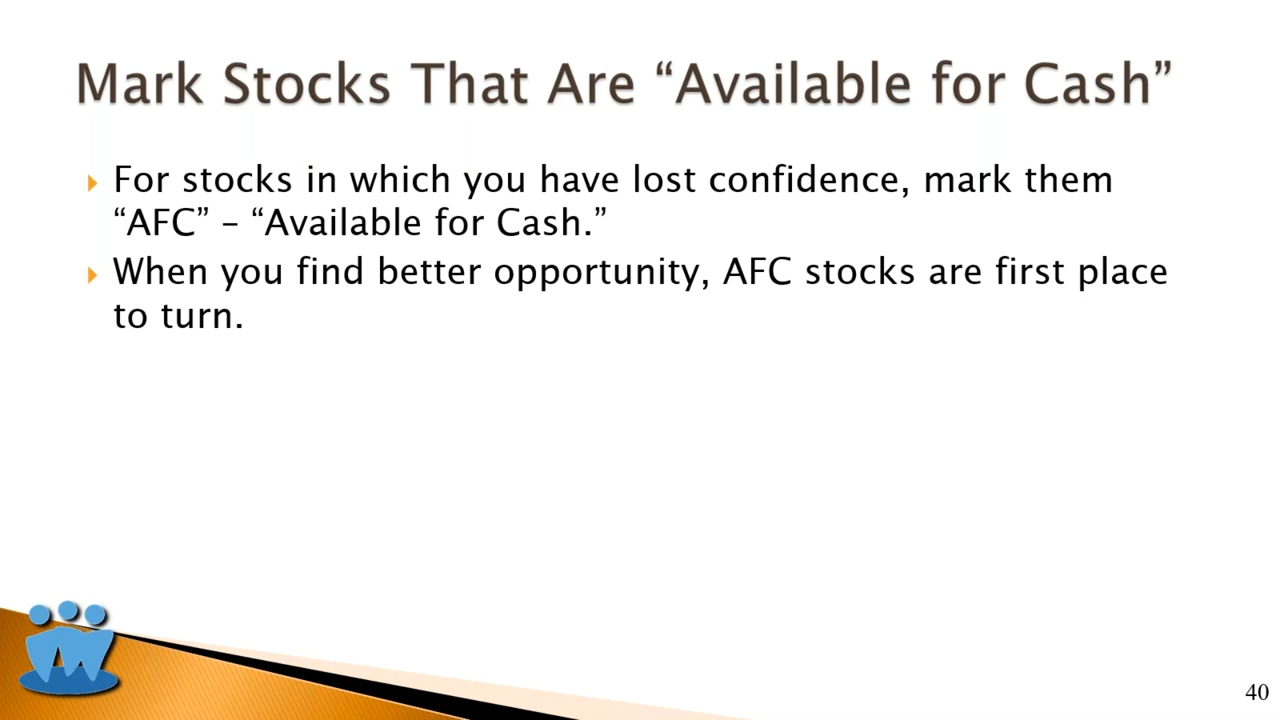 Mark Stocks That Are “Available for Cash”
For stocks in which you have lost confidence, mark them
“AFC” – “Available for Cash.”
When you find better opportunity, AFC stocks are first place
to turn.
40